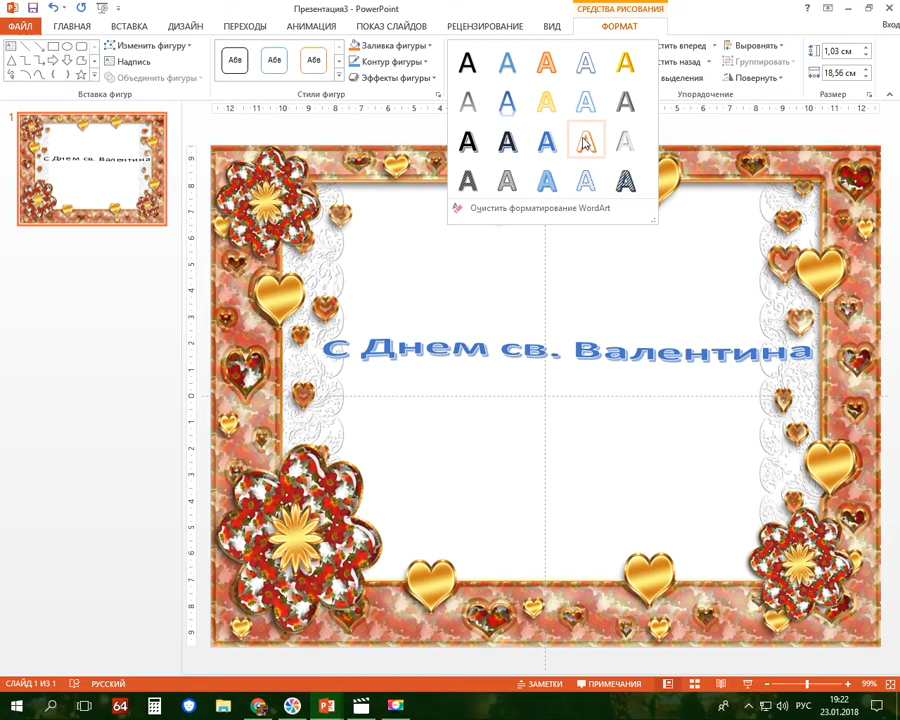 Презентация3 - PowerPoint
СРЕДСТВА РИСОВАНИЯ
ФАЙЛ ГЛАВНАЯ ВСТАВКА ДИЗАЙН ПЕРЕХОДЫ АНИМАЦИЯ ПОКАЗ СЛАЙДОВ РЕЦЕНЗИРОВАНИЕ ВИД ФОРМАТ
Вход
Изменить фигуру
Надпись
Объединить фигуры
Вставка фигур
Абв Абв Абв
Заливка фигуры
Контур фигуры
Эффекты фигуры
Стили фигур
Выровнять
Группировать
Повернуть
выделения
Упорядочение
1,03 см
18,56 см
Размер
Очистить форматирование WordArt
1
С Днем св. Валентина
С Днем св. Валентина
СЛАЙД 1 ИЗ 1 РУССКИЙ ЗАМЕТКИ ПРИМЕЧАНИЯ 99%
64
РУС
19:22
23.01.2018